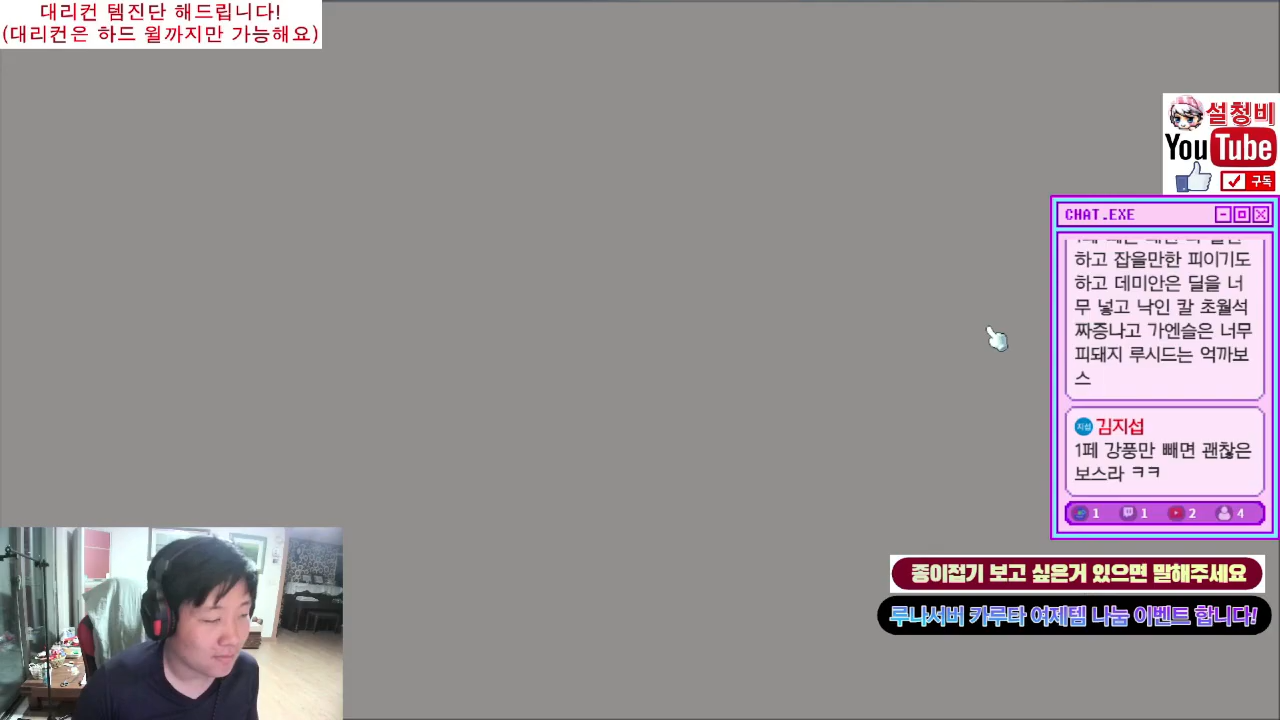 대리컨 템진단 해드립니다!
(대리컨은 하드 윌까지만 가능해요)
설청비
YouTube
구독
CHAT.EXE
하고 잡을만한 피이기도
하고 데미안은 딜을 너
무 넣고 낙인 칼 초월석
짜증나고 가엔슬은 너무
피돼지 루시드는 억까보
스
지섭 김지섭
1페 강풍만 빼면 괜찮은
보스라 ㅋㅋ
1 1 2 4
종이접기 보고 싶은거 있으면 말해주세요
루나서버 카루타 여제템 나눔 이벤트 합니다!